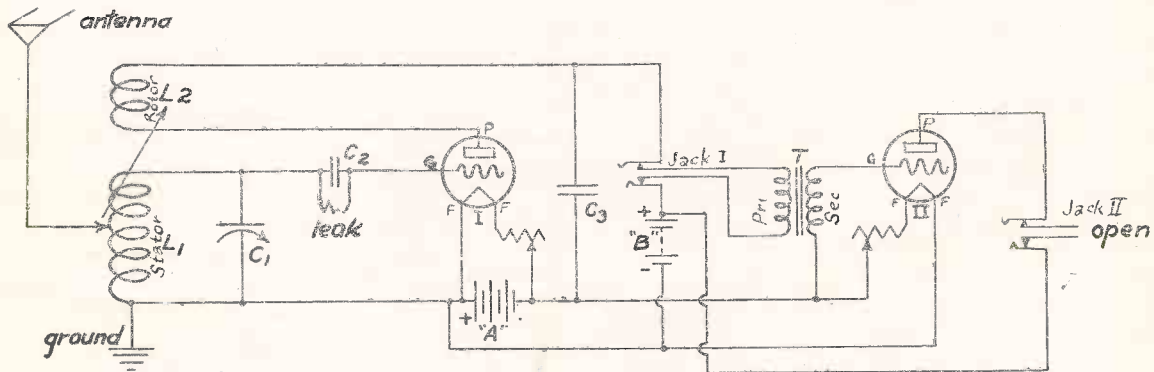 antenna
Rotor
L2
P
G
C2
leak
I
F
F
Stator
L1
C1
C3
+
"A"
-
ground
Jack I
+
"B"
-
Pri
T
Sec
P
G
II
F
F
Jack II
open